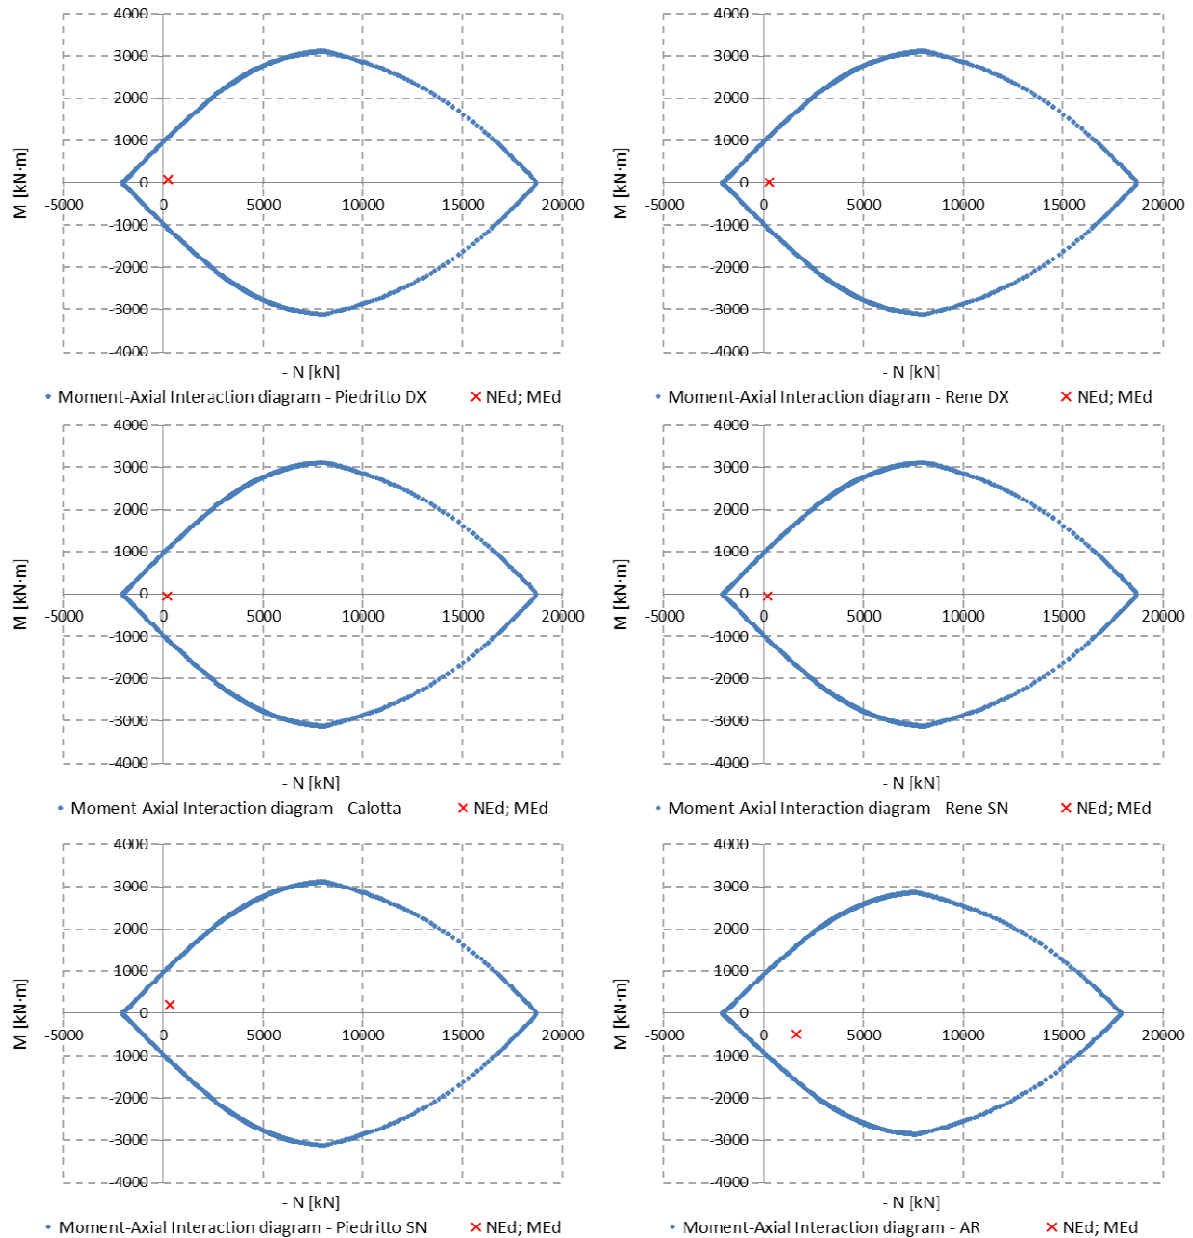 4000
3000
2000
1000
0
-1000
-2000
-3000
-4000
M [kN·m]
-5000 0 5000 10000 15000 20000
- N [kN]
Moment-Axial Interaction diagram - Piedritto DX × NEd; MEd
4000
3000
2000
1000
0
-1000
-2000
-3000
-4000
M [kN·m]
-5000 0 5000 10000 15000 20000
- N [kN]
Moment-Axial Interaction diagram - Rene DX × NEd; MEd
4000
3000
2000
1000
0
-1000
-2000
-3000
-4000
M [kN·m]
-5000 0 5000 10000 15000 20000
- N [kN]
Moment Axial Interaction diagram Calotta × NEd; MEd
4000
3000
2000
1000
0
-1000
-2000
-3000
-4000
M [kN·m]
-5000 0 5000 10000 15000 20000
- N [kN]
Moment Axial Interaction diagram Rene SN × NEd; MEd
4000
3000
2000
1000
0
-1000
-2000
-3000
-4000
M [kN·m]
-5000 0 5000 10000 15000 20000
- N [kN]
Moment-Axial Interaction diagram - Piedritto SN × NEd; MEd
4000
3000
2000
1000
0
-1000
-2000
-3000
-4000
M [kN·m]
-5000 0 5000 10000 15000 20000
- N [kN]
Moment-Axial Interaction diagram - AR × NEd; MEd